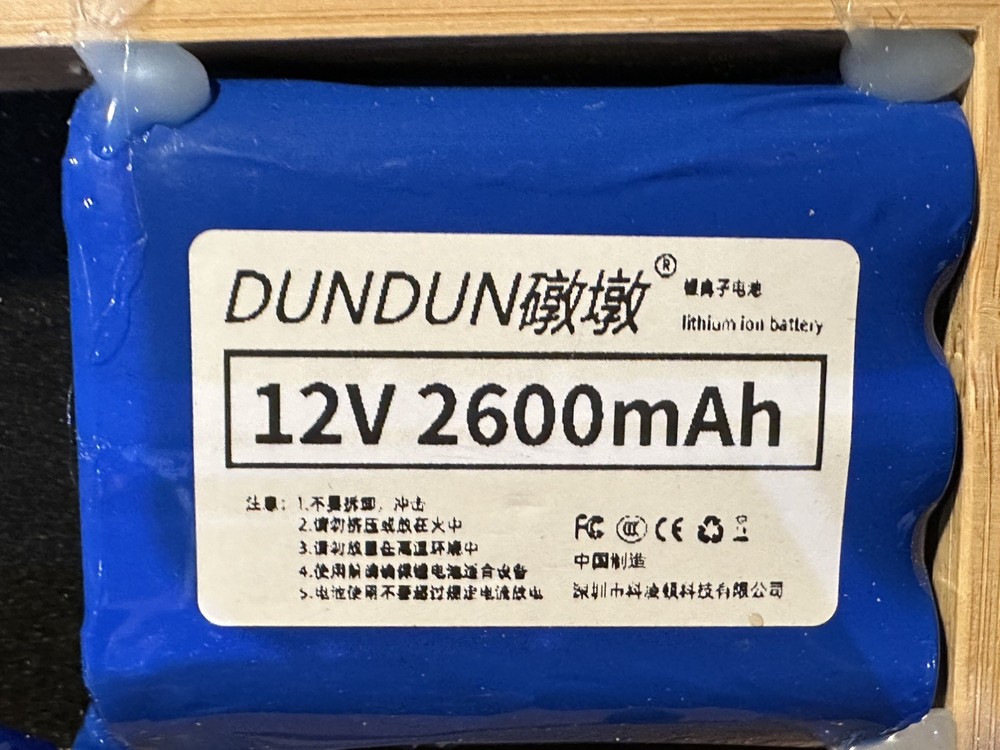 DUNDUN礅墩®
锂离子电池
lithium ion battery
12V 2600mAh
注意：1.不要拆卸，冲击
2.请勿挤压或放在火中
3.请勿放置在高温环境中
4.使用前请确保锂电池适合设备
5.电池使用不要超过规定电流放电
FC CCC CE
中国制造
深圳市科凌顿科技有限公司